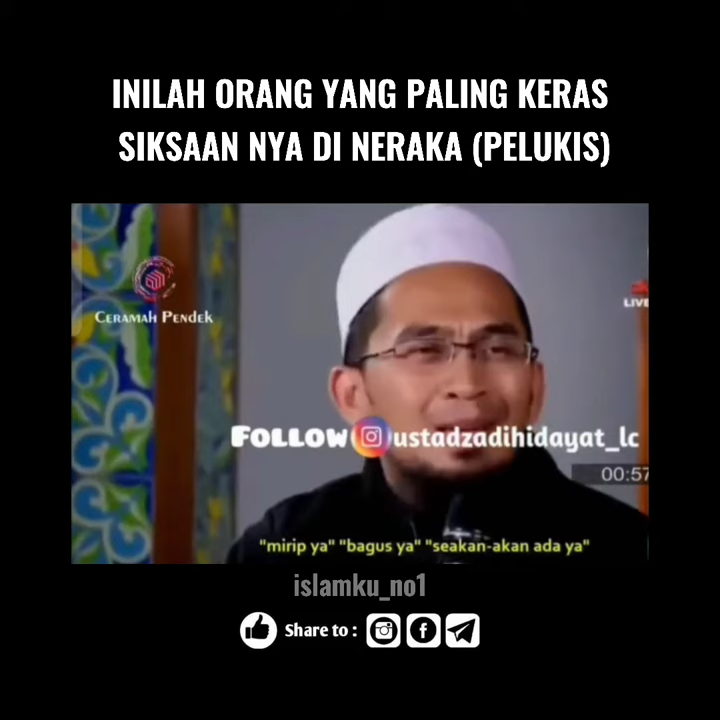 INILAH ORANG YANG PALING KERAS
SIKSAAN NYA DI NERAKA (PELUKIS)
CERAMAH PENDEK
LIVE
FOLLOW ustadzadihidayat_lc
00:57
"mirip ya" "bagus ya" "seakan-akan ada ya"
islamku_no1
Share to :